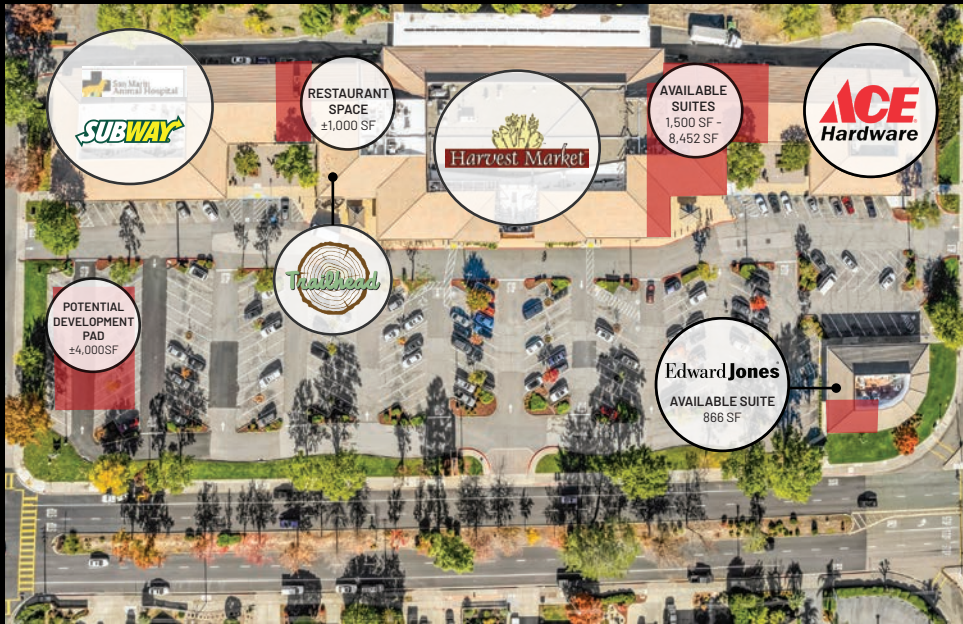 San Marin
Animal Hospital
SUBWAY
RESTAURANT
SPACE
±1,000 SF
Harvest Market
AVAILABLE
SUITES
1,500 SF -
8,452 SF
ACE
Hardware
Trailhead
POTENTIAL
DEVELOPMENT
PAD
±4,000SF
Edward Jones
AVAILABLE SUITE
866 SF